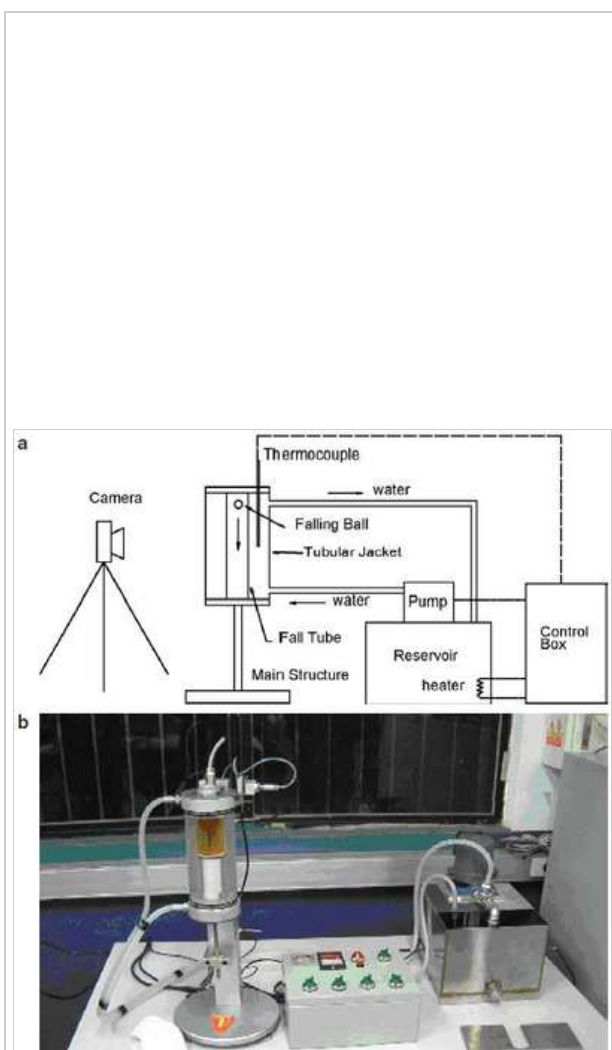 a
Thermocouple
Camera
water
Falling Ball
Tubular Jacket
water
Pump
Fall Tube
Control
Box
Reservoir
Main Structure
heater
b